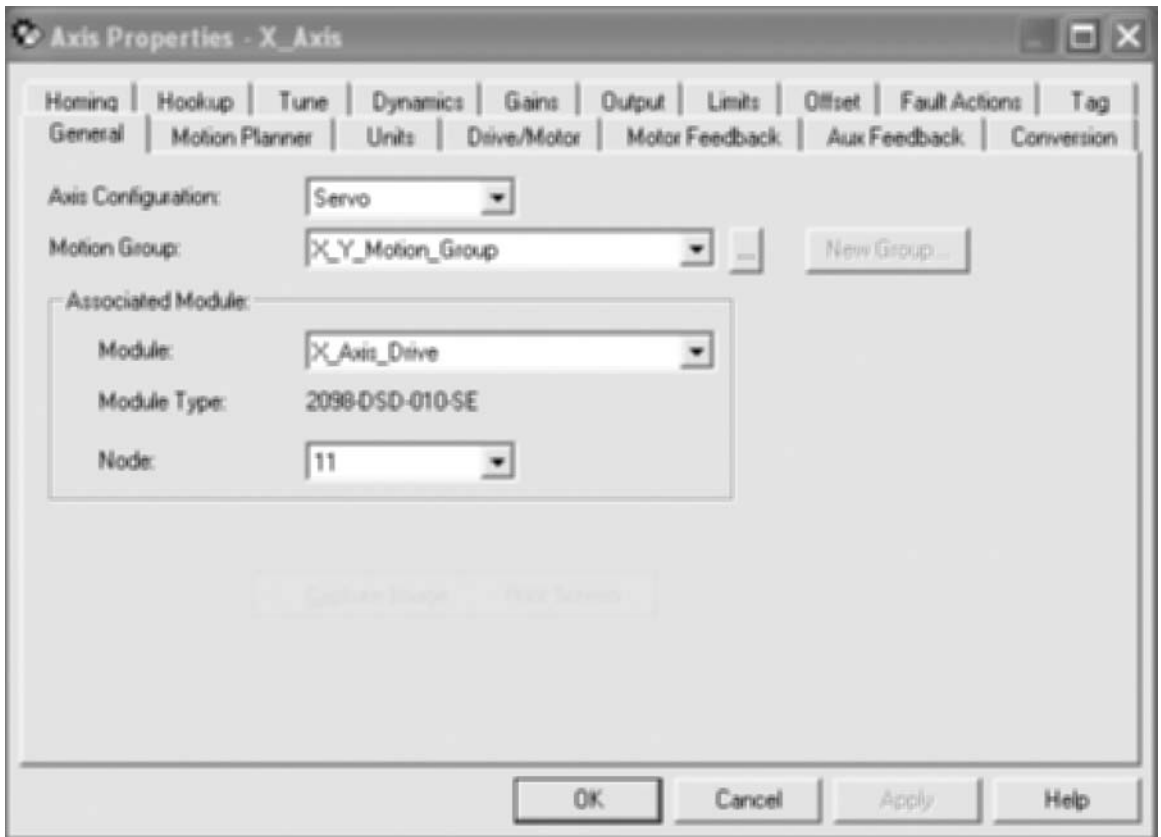 Axis Properties - X_Axis
Homing Hookup Tune Dynamics Gains Output Limits Offset Fault Actions Tag
General Motion Planner Units Drive/Motor Motor Feedback Aux Feedback Conversion
Axis Configuration: Servo
Motion Group: X_Y_Motion_Group ... New Group...
Associated Module:
Module: X_Axis_Drive
Module Type: 2098-DSD-010-SE
Node: 11
OK Cancel Apply Help